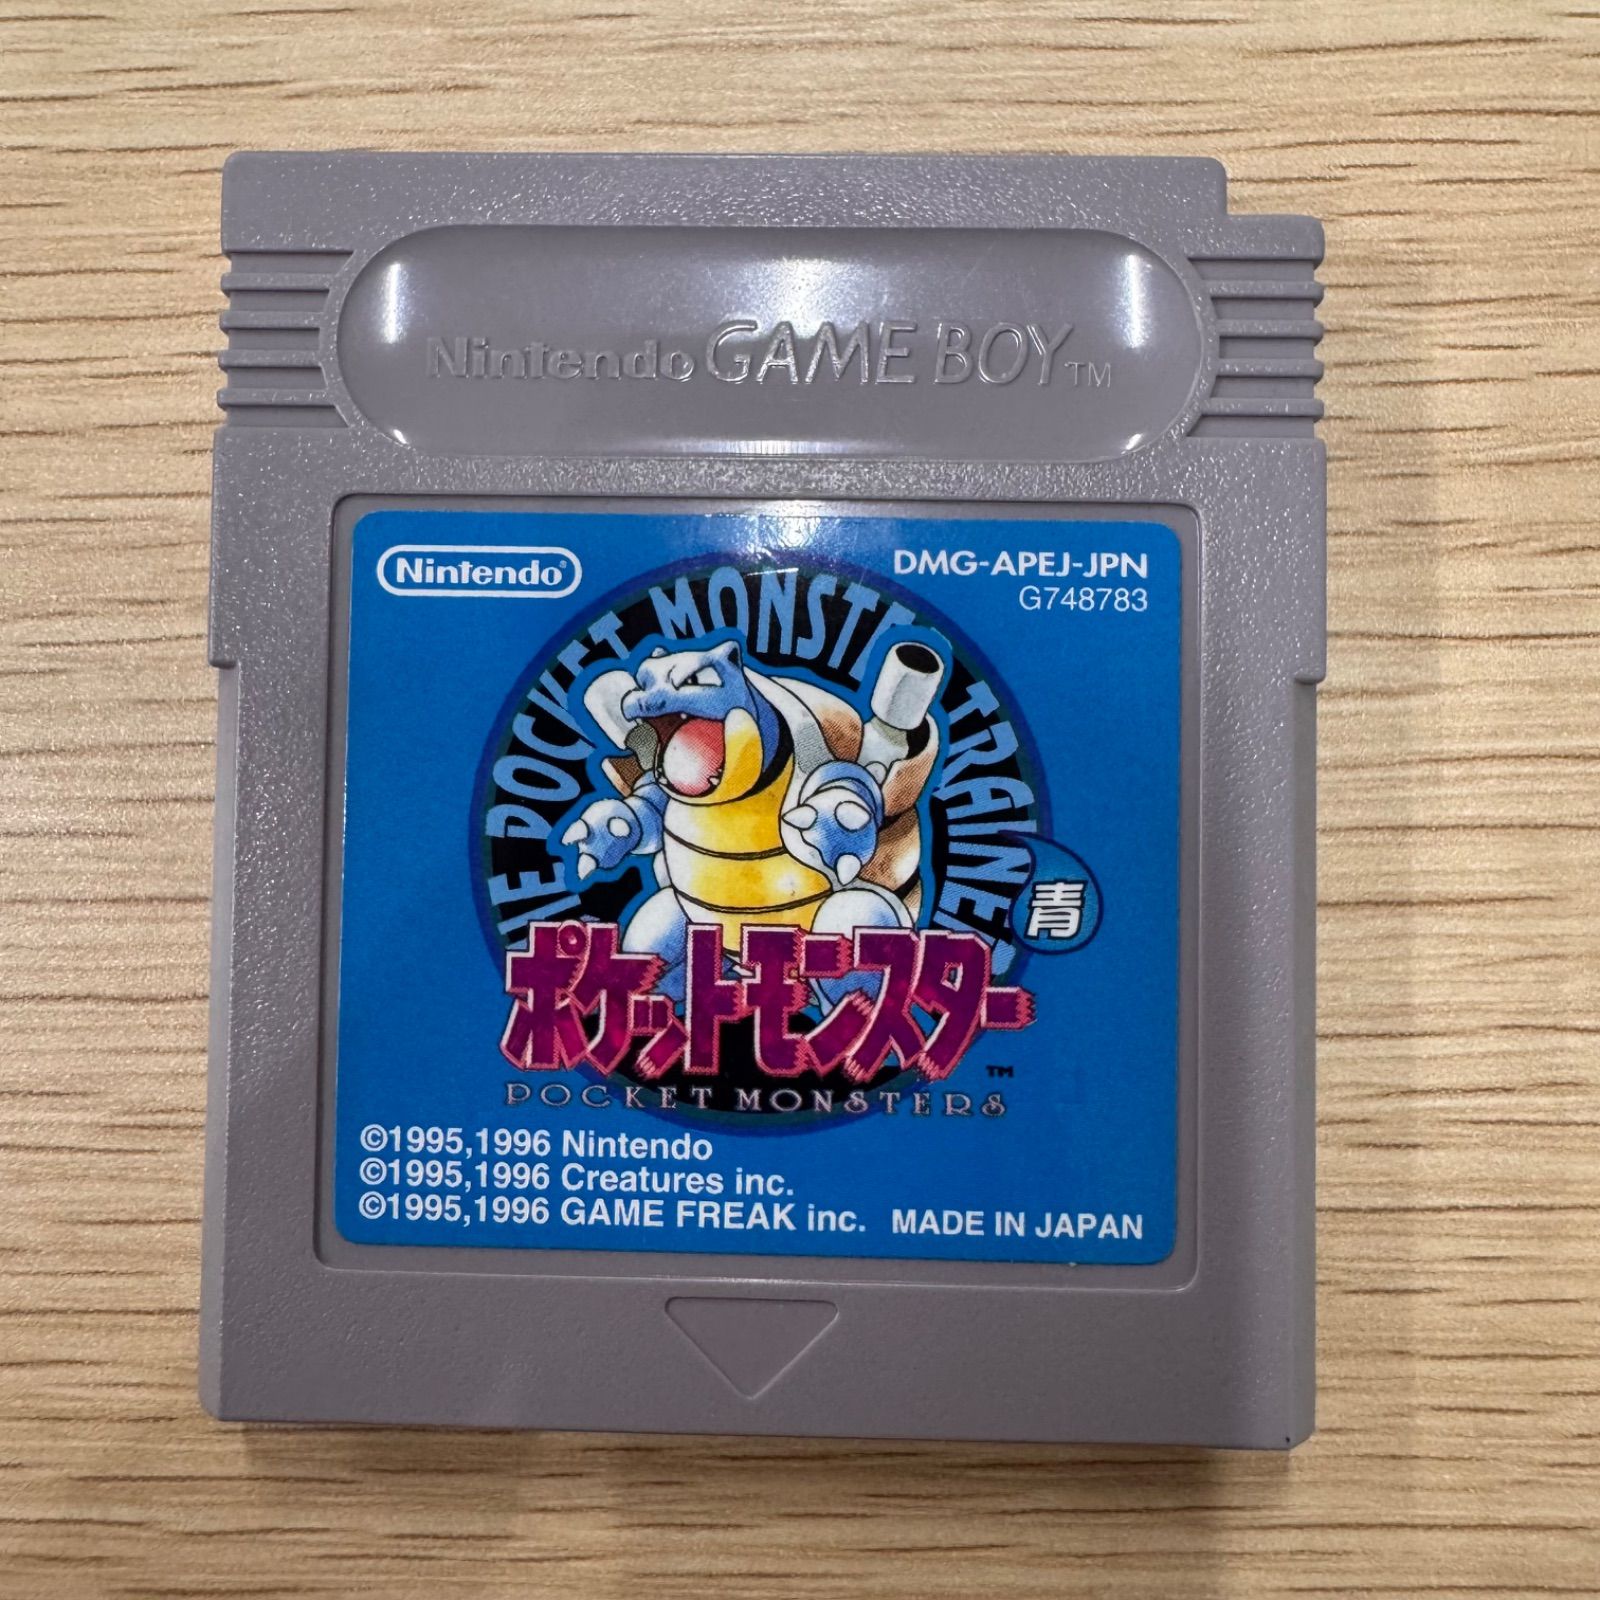 Nintendo GAME BOY TM
Nintendo®
DMG-APEJ-JPN
G748783
POCKET MONSTER TRAINER
青
ポケットモンスター
TM
POCKET MONSTERS
©1995,1996 Nintendo
©1995,1996 Creatures inc.
©1995,1996 GAME FREAK inc.
MADE IN JAPAN